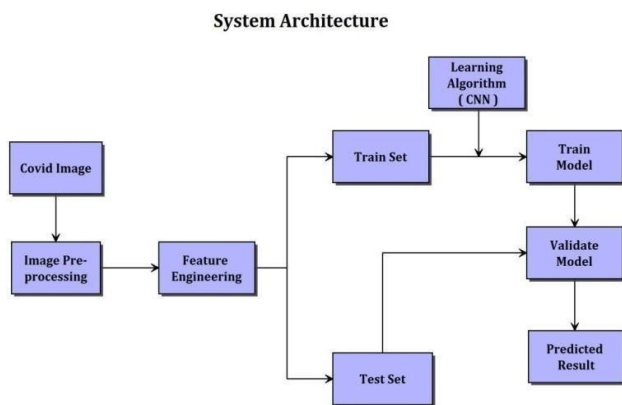 System Architecture
Learning
Algorithm
( CNN )
Train Set
Train
Model
Covid Image
Image Pre-
processing
Feature
Engineering
Validate
Model
Test Set
Predicted
Result